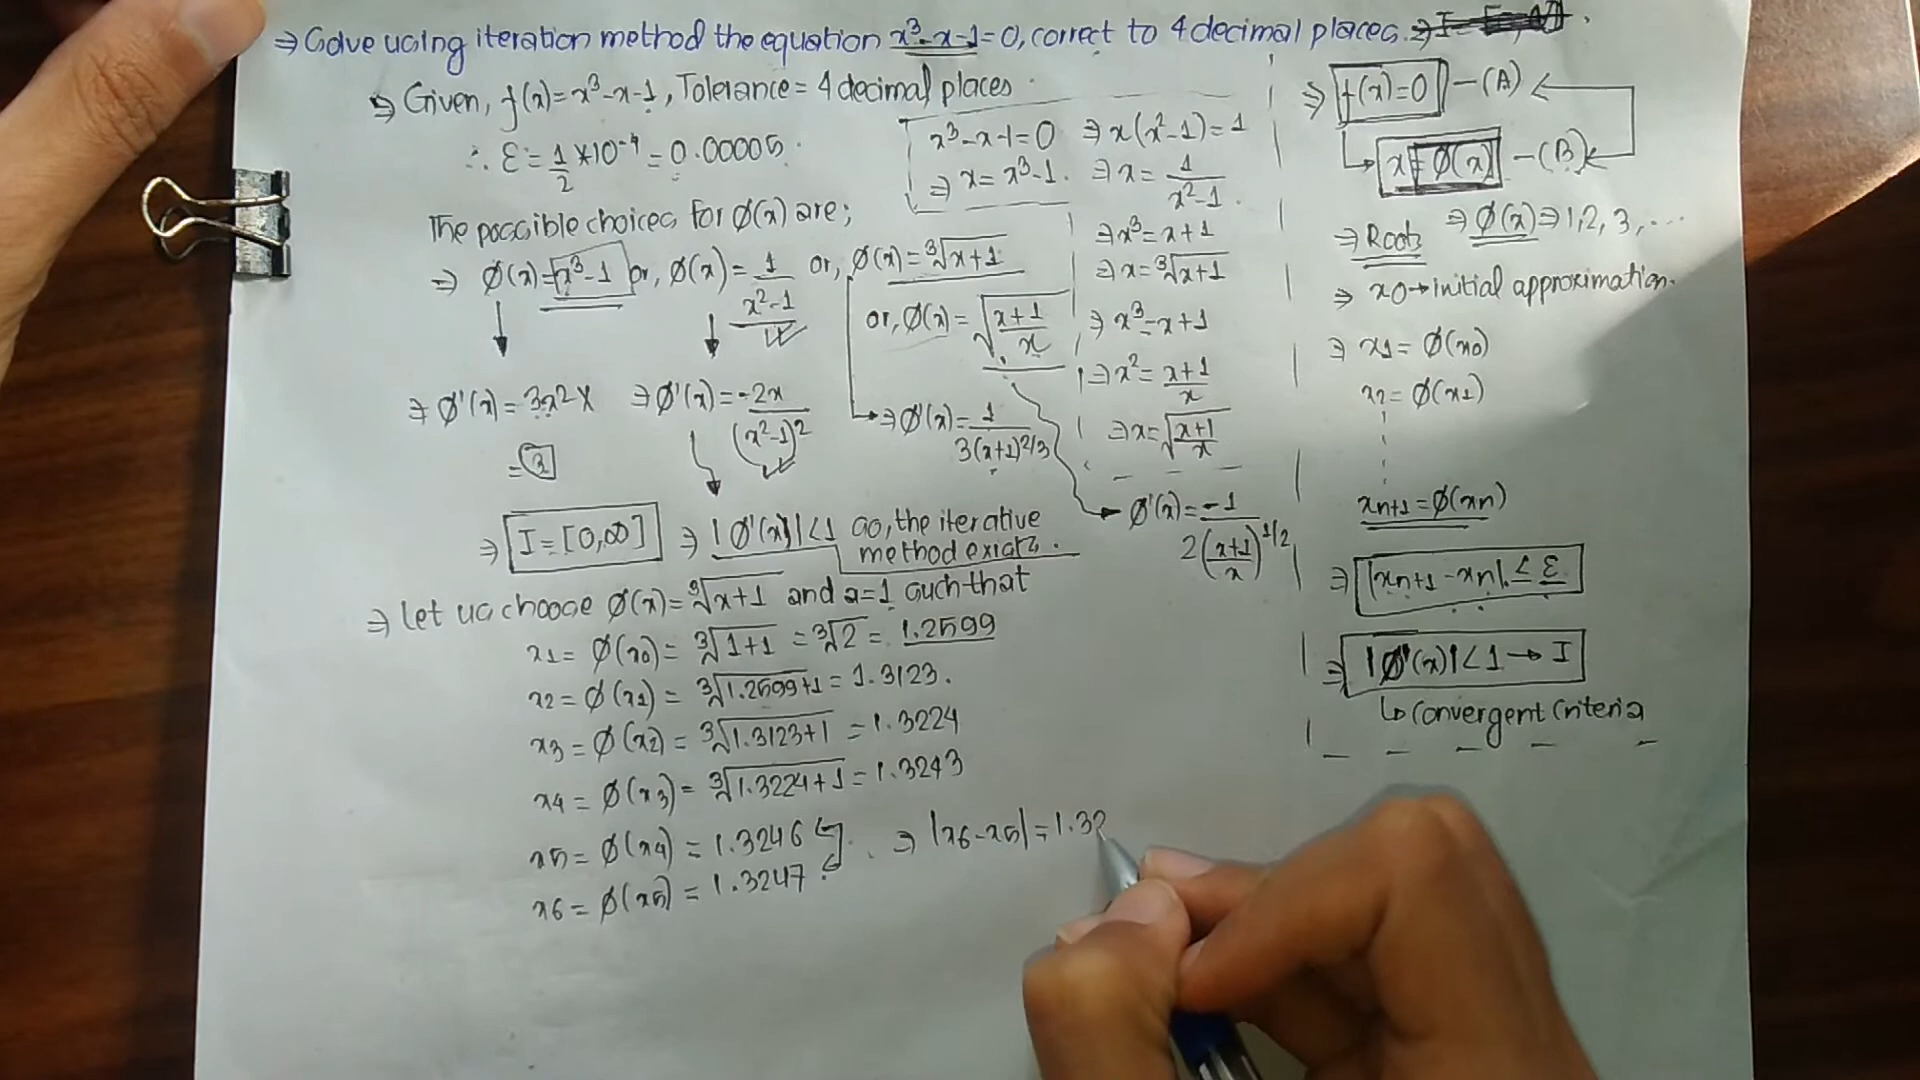 ⇒ Solve using iteration method the equation x³-x-1=0, correct to 4 decimal places.
⇒ Given, f(x)=x³-x-1, Tolerance = 4 decimal places
∴ ε = 1/2 *10⁻⁴ = 0.00005
The possible choices for ø(x) are;
⇒ ø(x)=x³-1 or, ø(x)= 1/(x²-1) or, ø(x)=∛(x+1)
or, ø(x)= √((x+1)/x)
⇒ ø'(x)=3x² X ⇒ ø'(x)= -2x/(x²-1)² ⇒ ø'(x)= 1/(3(x+1)^2/3)
= 3
ø'(x)= -1/(2((x+1)/x)^1/2)
⇒ I=[0,∞] ⇒ |ø'(x)|<1 so, the iterative
method exists.
⇒ Let us choose ø(x)=∛(x+1) and a=1 such that
x1= ø(x0)= ∛(1+1) =∛2= 1.2599
x2= ø(x1)= ∛(1.2599+1)= 1.3123.
x3= ø(x2)= ∛(1.3123+1) = 1.3224
x4= ø(x3)= ∛(1.3224+1) = 1.3243
x5= ø(x4) = 1.3246
x6= ø(x5) = 1.3247
⇒ |x6-x5| = 1.32
x³-x-1=0 ⇒ x(x²-1)=1
⇒ x= x³-1. ⇒ x= 1/(x²-1).
⇒ x³=x+1
⇒ x=∛(x+1)
⇒ x³-x+1
⇒ x²= (x+1)/x
⇒ x=√((x+1)/x)
⇒ f(x)=0 -(A)
x=ø(x) -(B)
⇒ Roots ⇒ ø(x)⇒1,2,3,...
⇒ x0→initial approximation.
⇒ x1= ø(x0)
x2= ø(x1)
xn+1=ø(xn)
⇒ |xn+1-xn| ≤ ε
⇒ |ø'(x)|<1→I
↳ Convergent Criteria